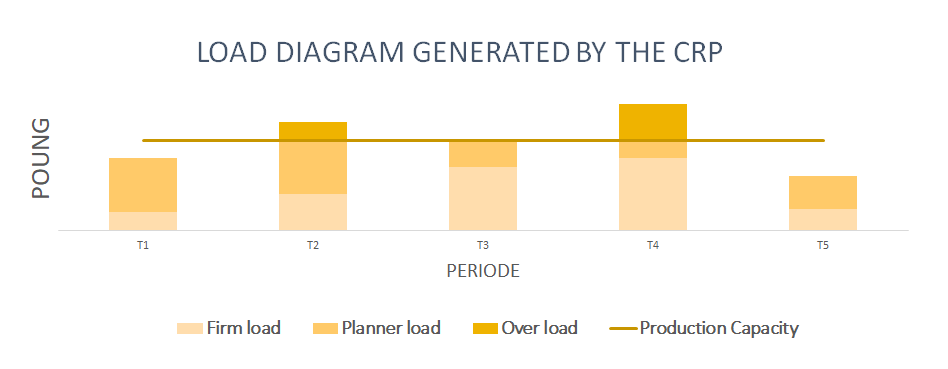 LOAD DIAGRAM GENERATED BY THE CRP
POUNG
T1 T2 T3 T4 T5
PERIODE
Firm load Planner load Over load Production Capacity